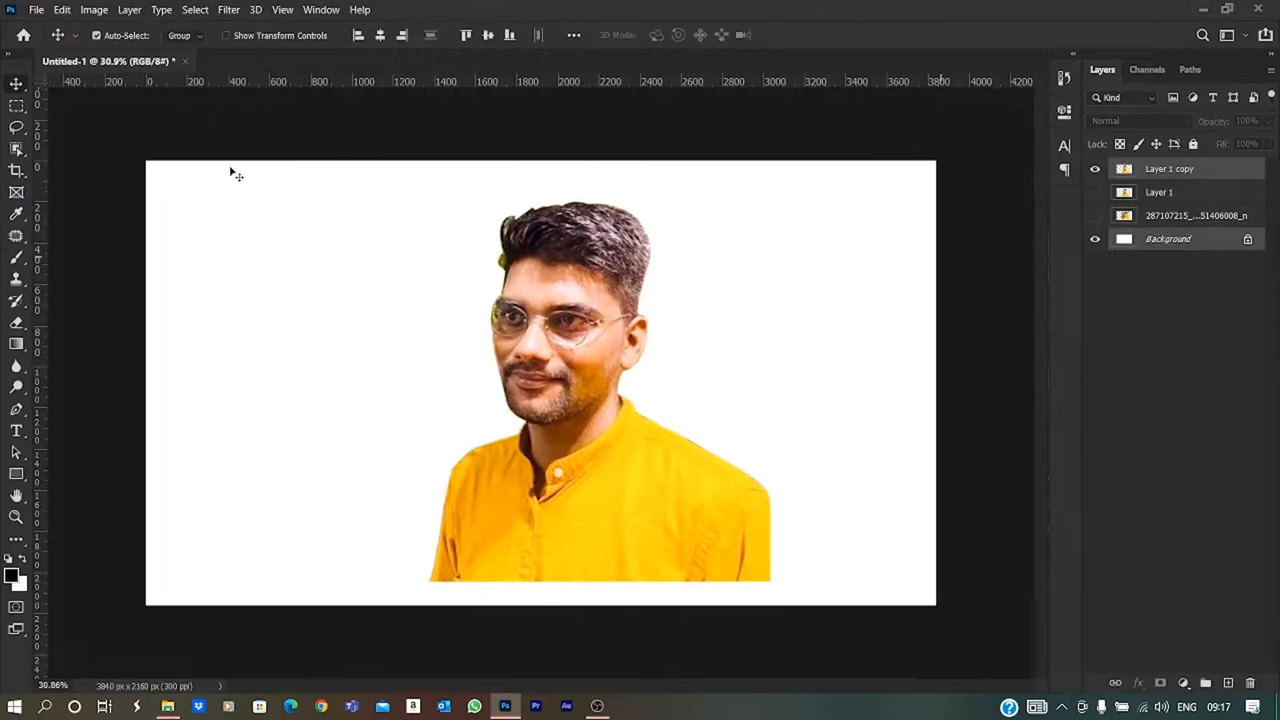 Ps File Edit Image Layer Type Select Filter 3D View Window Help
Auto-Select: Group Show Transform Controls 3D Mode:
Untitled-1 @ 30.9% (RGB/8#) *
400 200 0 200 400 600 800 1000 1200 1400 1600 1800 2000 2200 2400 2600 2800 3000 3200 3400 3600 3800 4000 4200
Layers Channels Paths
Kind
Normal Opacity: 100%
Lock: Fill: 100%
Layer 1 copy
Layer 1
287107215_...51406008_n
Background
30.86% 3840 px x 2160 px (300 ppi)
Ps Pr Au ENG 09:17